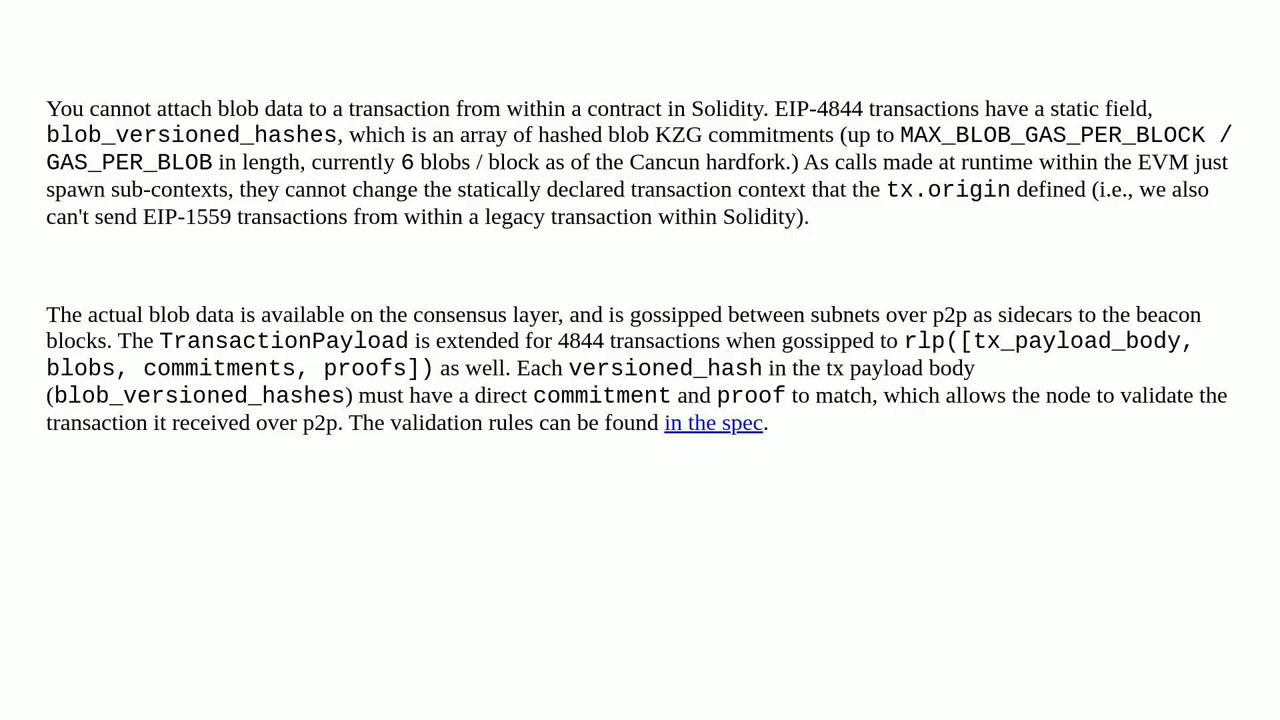 You cannot attach blob data to a transaction from within a contract in Solidity. EIP-4844 transactions have a static field,
blob_versioned_hashes, which is an array of hashed blob KZG commitments (up to MAX_BLOB_GAS_PER_BLOCK /
GAS_PER_BLOB in length, currently 6 blobs / block as of the Cancun hardfork.) As calls made at runtime within the EVM just
spawn sub-contexts, they cannot change the statically declared transaction context that the tx.origin defined (i.e., we also
can't send EIP-1559 transactions from within a legacy transaction within Solidity).
The actual blob data is available on the consensus layer, and is gossipped between subnets over p2p as sidecars to the beacon
blocks. The TransactionPayload is extended for 4844 transactions when gossipped to rlp([tx_payload_body,
blobs, commitments, proofs]) as well. Each versioned_hash in the tx payload body
(blob_versioned_hashes) must have a direct commitment and proof to match, which allows the node to validate the
transaction it received over p2p. The validation rules can be found in the spec.